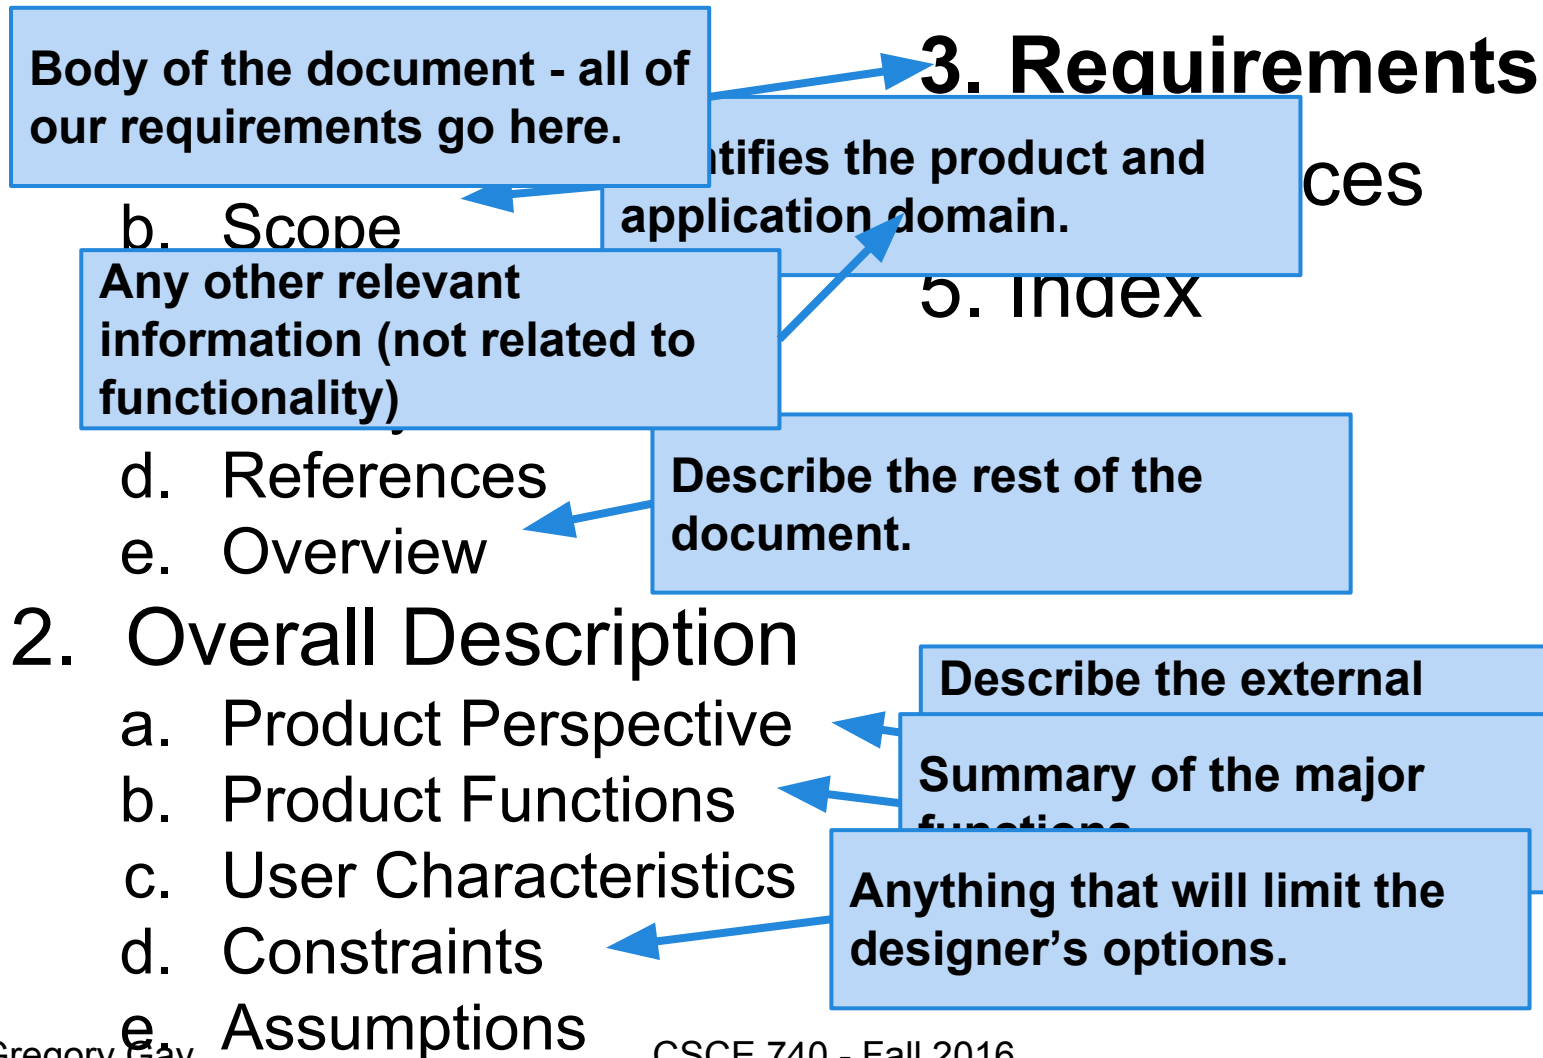 Body of the document - all of
our requirements go here.
3. Requirements
the product and
application domain.
b. Scope
5. Index
Any other relevant
information (not related to
functionality)
d. References
e. Overview
Describe the rest of the
document.
2. Overall Description
a. Product Perspective
b. Product Functions
c. User Characteristics
d. Constraints
e. Assumptions
Describe the external
Summary of the major
functions
Anything that will limit the
designer’s options.
Gregory Gay
CSCE 740 - Fall 2016